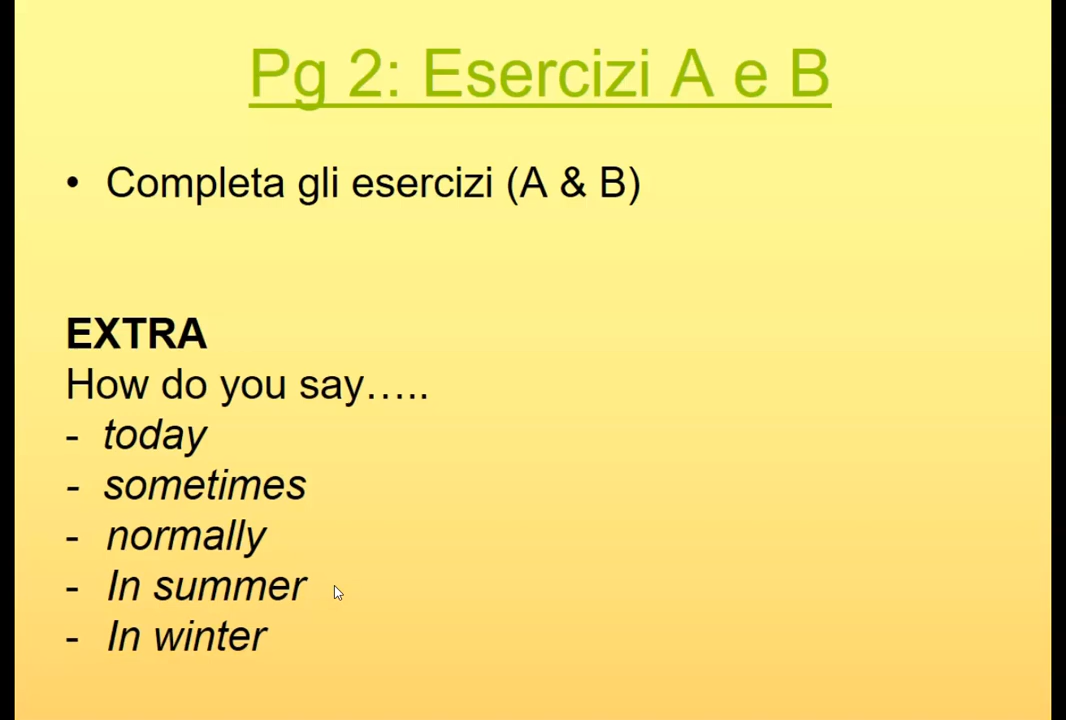 Pg 2: Esercizi A e B
• Completa gli esercizi (A & B)
EXTRA
How do you say…..
- today
- sometimes
- normally
- In summer
- In winter